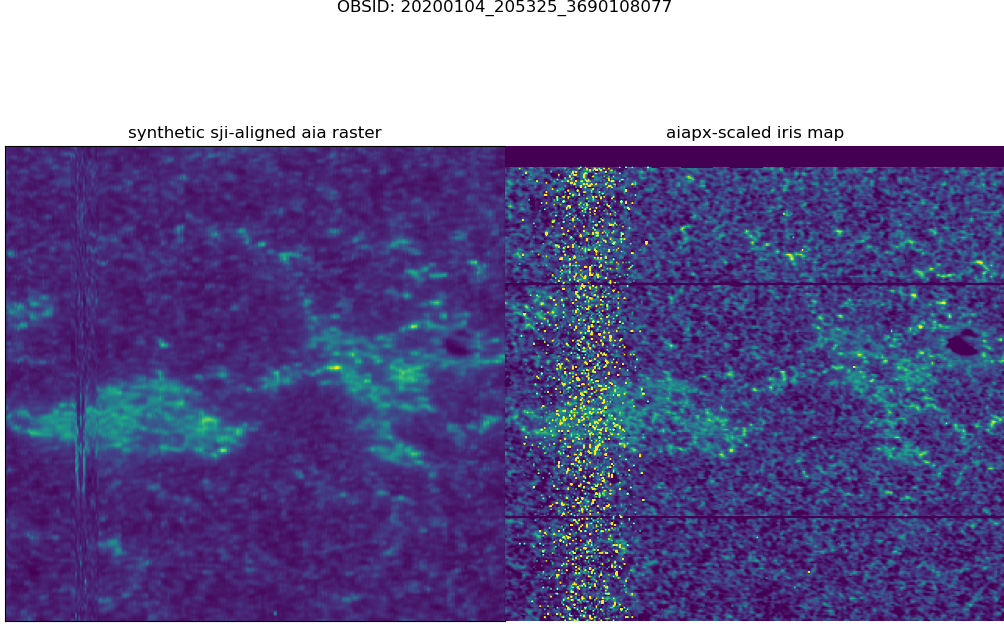 OBSID: 20200104_205325_3690108077
synthetic sji-aligned aia raster
aiapx-scaled iris map